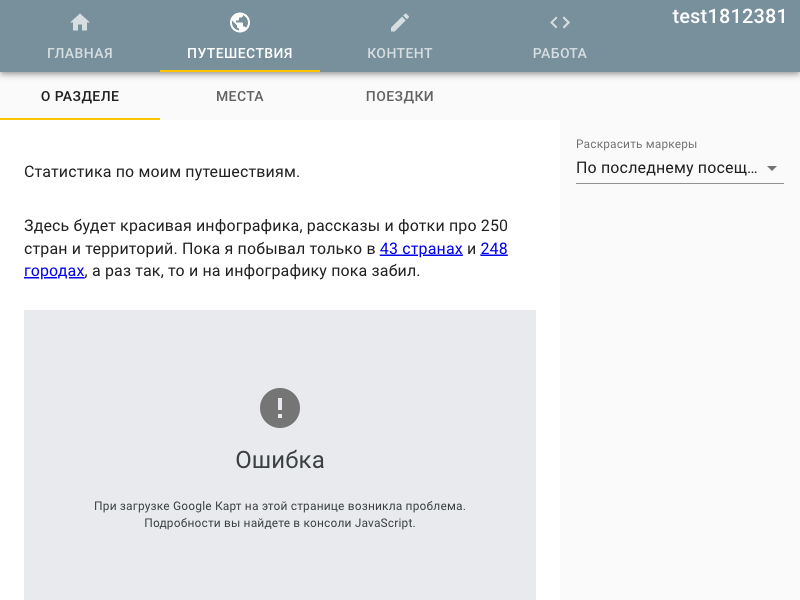 test1812381
ГЛАВНАЯ
ПУТЕШЕСТВИЯ
КОНТЕНТ
РАБОТА
О РАЗДЕЛЕ
МЕСТА
ПОЕЗДКИ
Раскрасить маркеры
По последнему посещ...
Статистика по моим путешествиям.
Здесь будет красивая инфографика, рассказы и фотки про 250
стран и территорий. Пока я побывал только в 43 странах и 248
городах, а раз так, то и на инфографику пока забил.
Ошибка
При загрузке Google Карт на этой странице возникла проблема.
Подробности вы найдете в консоли JavaScript.